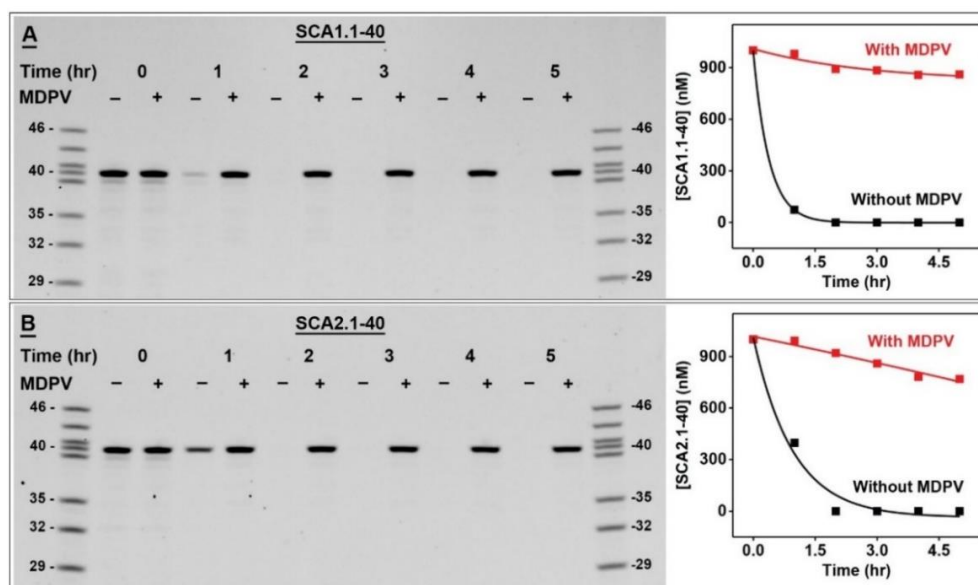 A
SCA1.1-40
Time (hr) 0 1 2 3 4 5
MDPV – + – + – + – + – + – +
46 - -46
40 - -40
35 - -35
32 - -32
29 - -29
[SCA1.1-40] (nM)
900
600
300
0
With MDPV
Without MDPV
0.0 1.5 3.0 4.5
Time (hr)
B
SCA2.1-40
Time (hr) 0 1 2 3 4 5
MDPV – + – + – + – + – + – +
46 - -46
40 - -40
35 - -35
32 - -32
29 - -29
[SCA2.1-40] (nM)
900
600
300
0
With MDPV
Without MDPV
0.0 1.5 3.0 4.5
Time (hr)